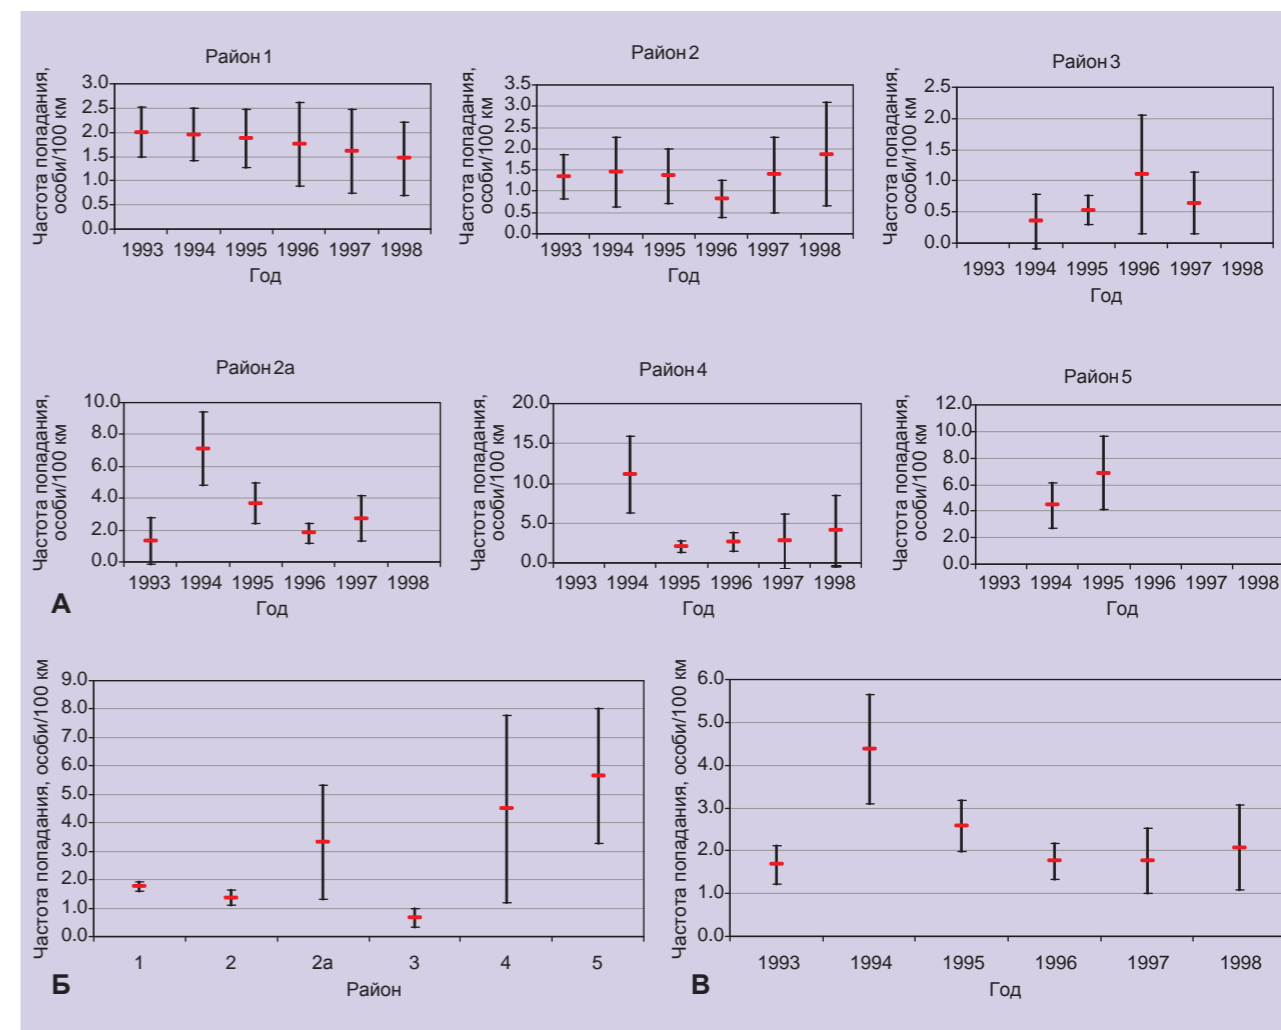 Район 1
Частота попадания,
особи/100 км
3.0
2.5
2.0
1.5
1.0
0.5
0.0
1993 1994 1995 1996 1997 1998
Год
Район 2
Частота попадания,
особи/100 км
3.5
3.0
2.5
2.0
1.5
1.0
0.5
0.0
1993 1994 1995 1996 1997 1998
Год
Район 3
Частота попадания,
особи/100 км
2.5
2.0
1.5
1.0
0.5
0.0
1993 1994 1995 1996 1997 1998
Год
Район 2а
Частота попадания,
особи/100 км
10.0
8.0
6.0
4.0
2.0
0.0
1993 1994 1995 1996 1997 1998
Год
Район 4
Частота попадания,
особи/100 км
20.0
15.0
10.0
5.0
0.0
1993 1994 1995 1996 1997 1998
Год
Район 5
Частота попадания,
особи/100 км
12.0
10.0
8.0
6.0
4.0
2.0
0.0
1993 1994 1995 1996 1997 1998
Год
А
Частота попадания, особи/100 км
9.0
8.0
7.0
6.0
5.0
4.0
3.0
2.0
1.0
0.0
1 2 2а 3 4 5
Район
Б
Частота попадания, особи/100 км
6.0
5.0
4.0
3.0
2.0
1.0
0.0
1993 1994 1995 1996 1997 1998
Год
В